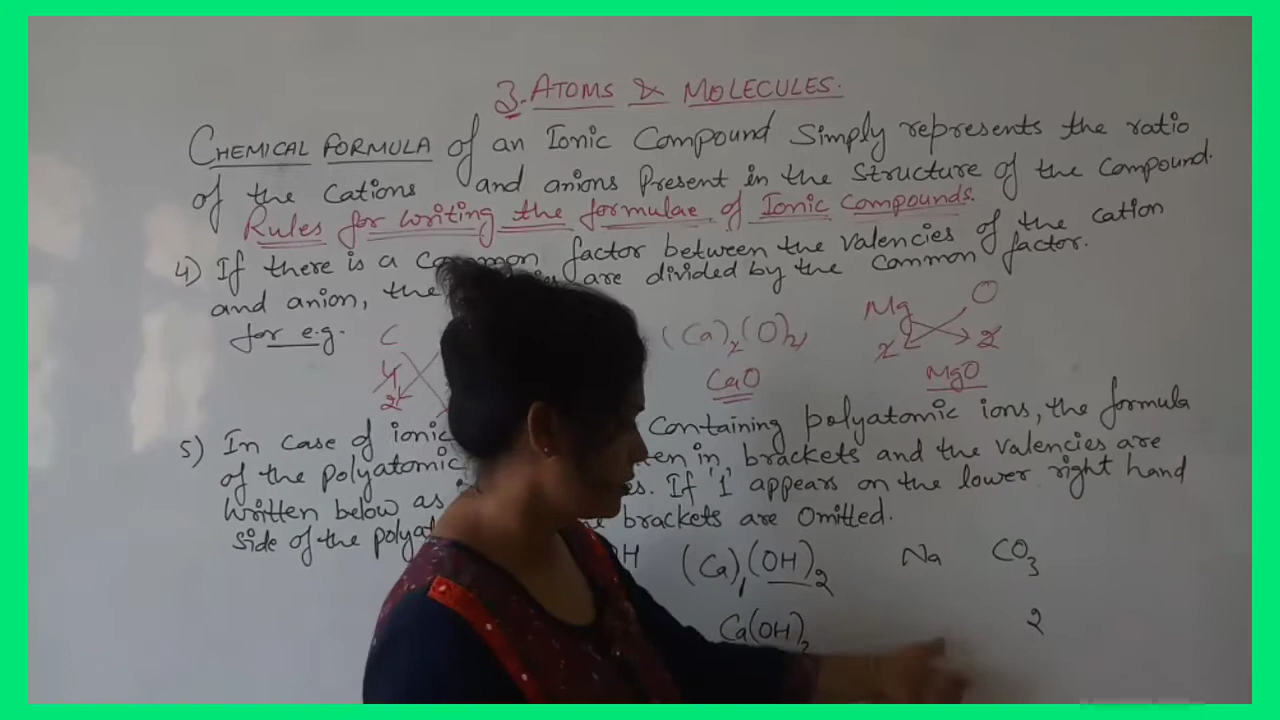 3. ATOMS & MOLECULES.
CHEMICAL FORMULA of an Ionic Compound Simply represents the ratio
of the Cations and anions Present in the Structure of the Compound.
Rules for writing the formulae of Ionic Compounds.
4) If there is a Common factor between the valencies of the cation
and anion, the are divided by the Common factor.
for e.g. C (Ca)2(O)2 Mg O
4 2 2
2 CaO MgO
5) In Case of ionic Containing polyatomic ions, the formula
of the polyatomic in brackets and the valencies are
Written below as If '1' appears on the lower right hand
side of the brackets are Omitted.
OH (Ca)1(OH)2 Na CO3
Ca(OH)2 2